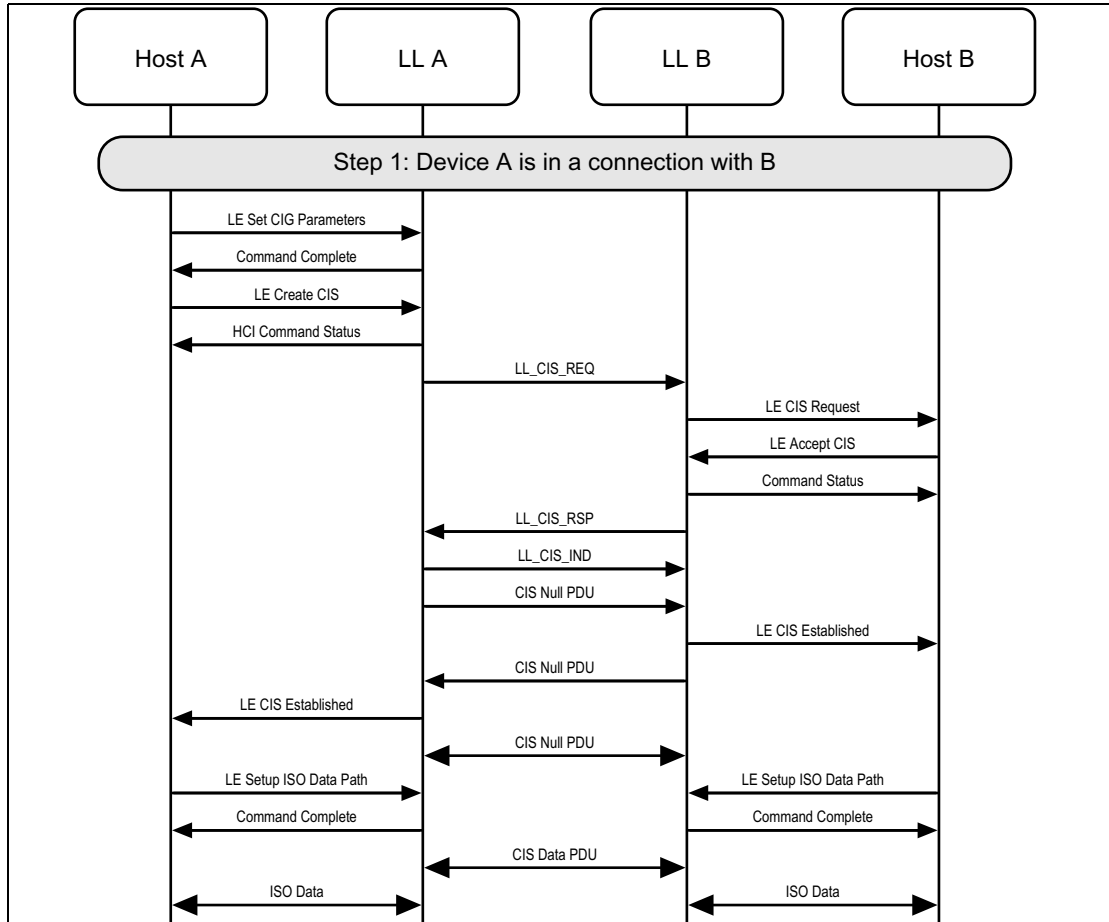 Host A
LL A
LL B
Host B
Step 1: Device A is in a connection with B
LE Set CIG Parameters
Command Complete
LE Create CIS
HCI Command Status
LL_CIS_REQ
LE CIS Request
LE Accept CIS
Command Status
LL_CIS_RSP
LL_CIS_IND
CIS Null PDU
LE CIS Established
CIS Null PDU
LE CIS Established
CIS Null PDU
LE Setup ISO Data Path
LE Setup ISO Data Path
Command Complete
Command Complete
CIS Data PDU
ISO Data
ISO Data